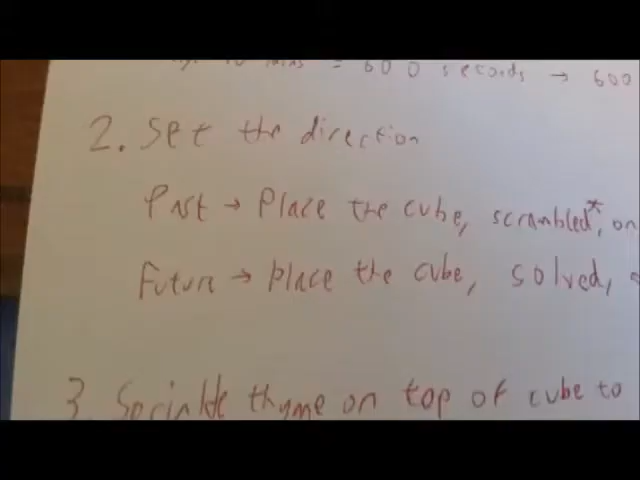 = 600 seconds → 600
2. Set the direction
Past → Place the cube, scrambled*, on
Future → Place the cube, solved,
3. Sprinkle thyme on top of cube to